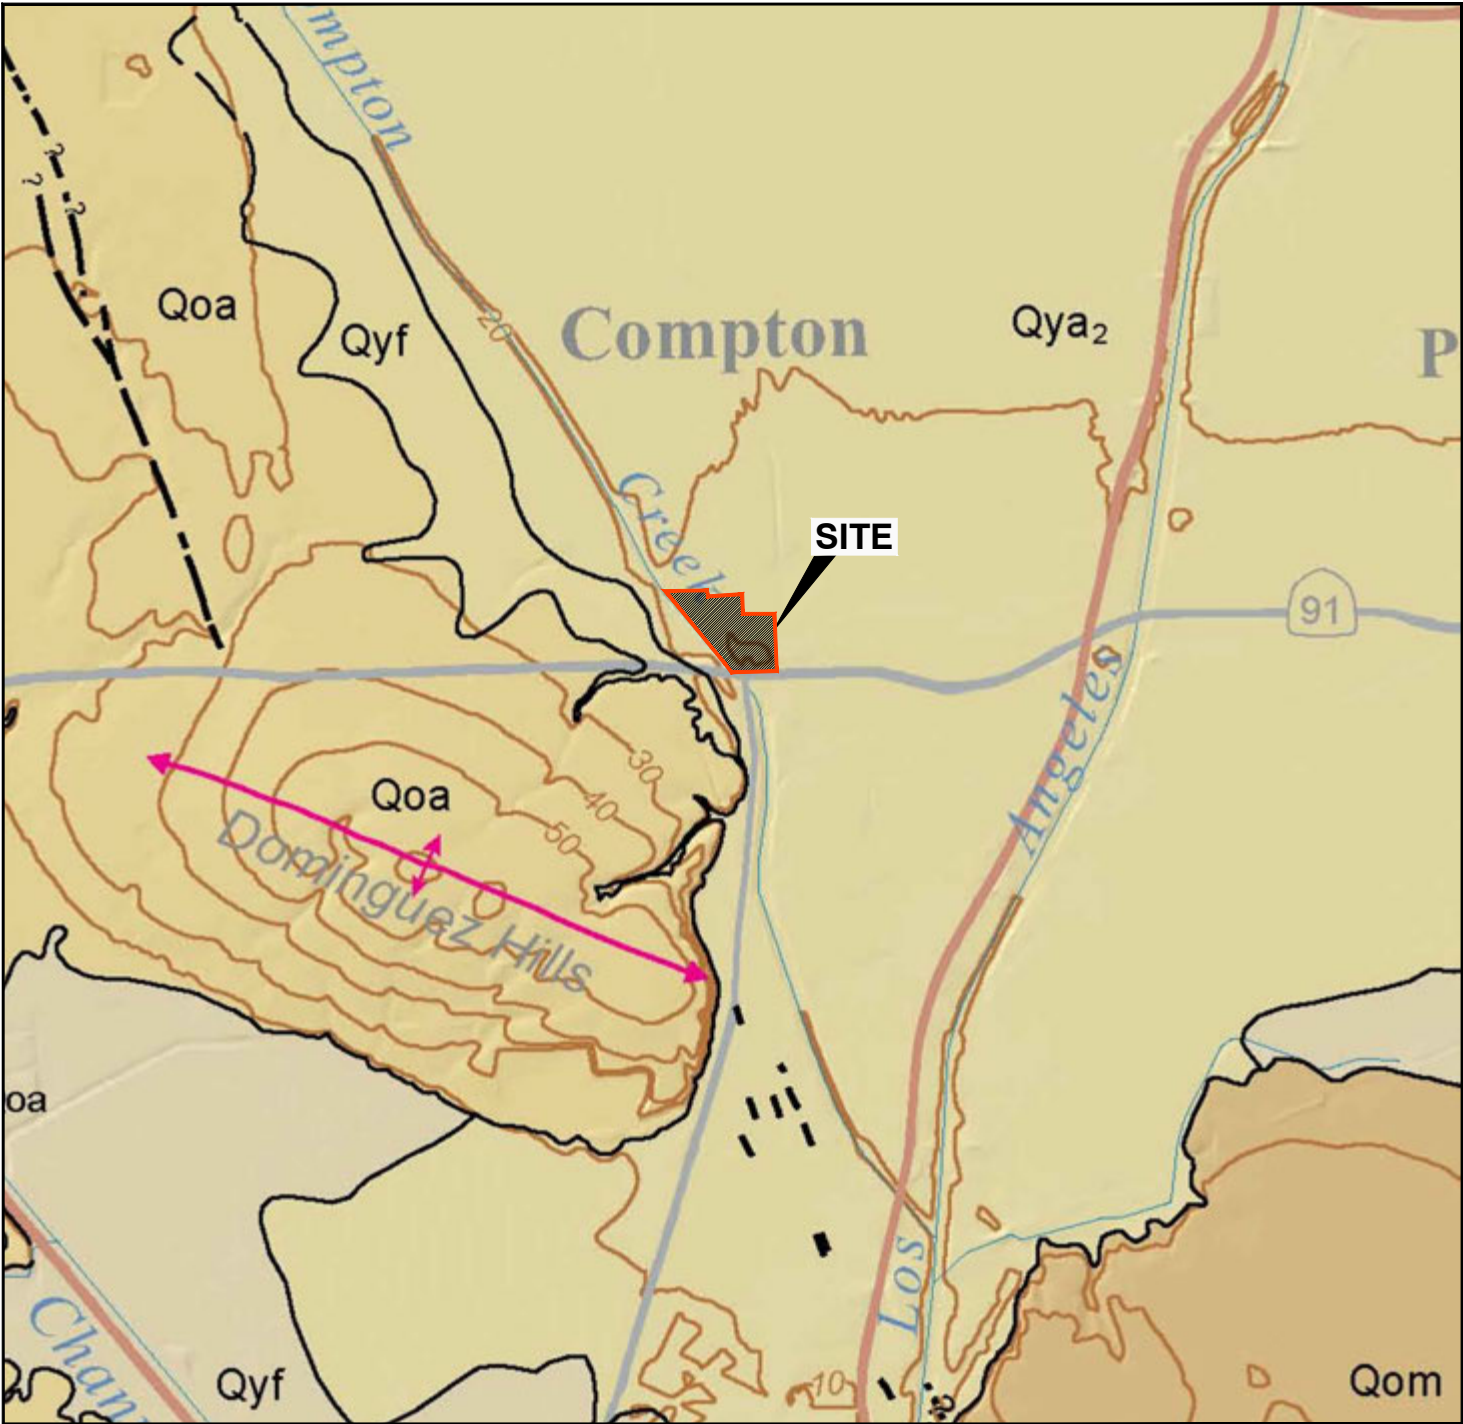 mpton
?
?
?
Qoa
Qyf
20
Compton
Qya₂
P
Creek
SITE
91
30
Qoa
40
50
Dominguez Hills
Angeles
oa
Los
Chann
Qyf
10
Qom